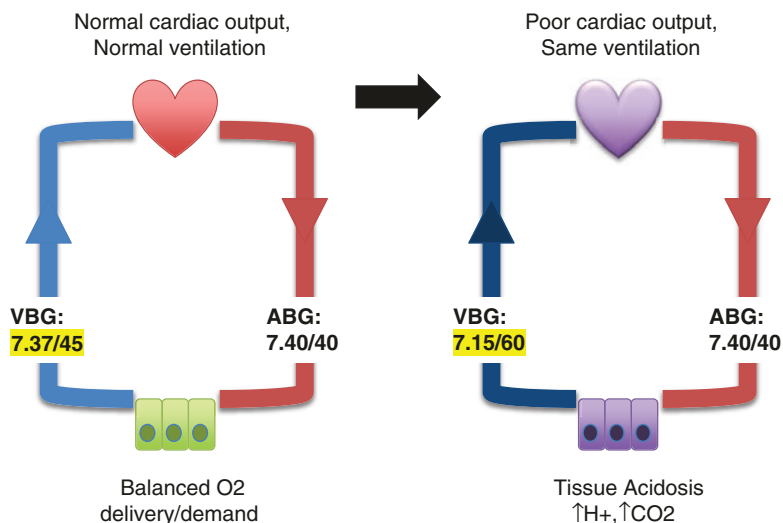 Normal cardiac output,
Normal ventilation
Poor cardiac output,
Same ventilation
VBG:
7.37/45
ABG:
7.40/40
VBG:
7.15/60
ABG:
7.40/40
Balanced O2
delivery/demand
Tissue Acidosis
↑H+,↑CO2